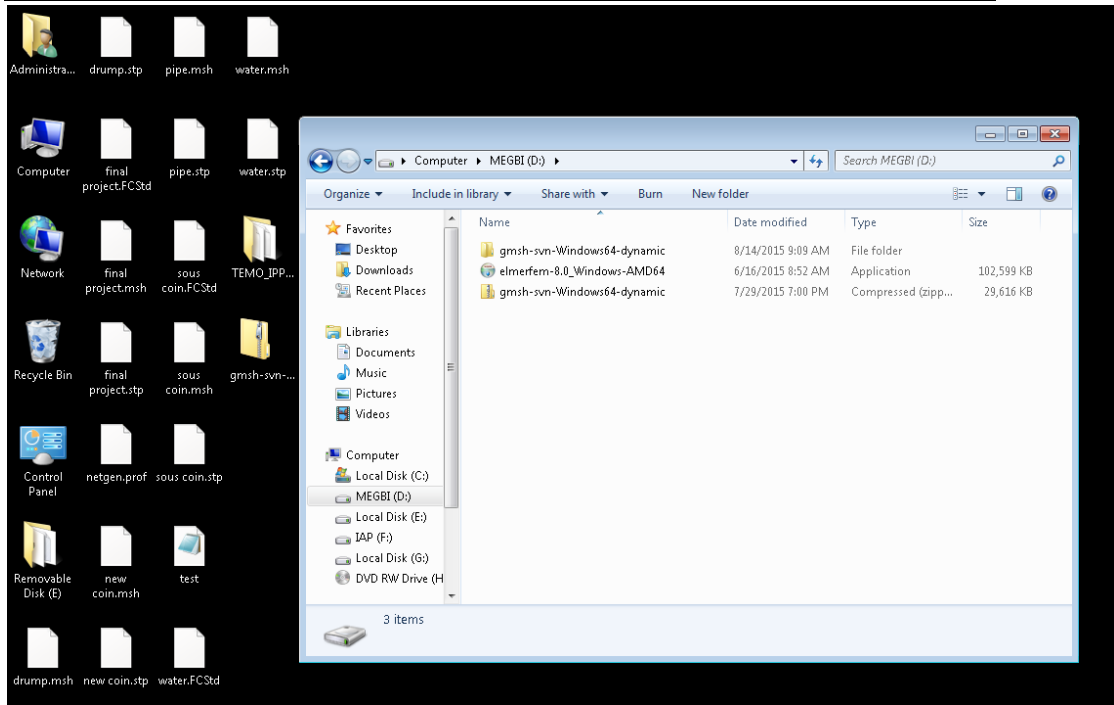 Administra...
drump.stp
pipe.msh
water.msh
Computer
final
project.FCStd
pipe.stp
water.stp
Network
final
project.msh
sous
coin.FCStd
TEMO_IPP...
Recycle Bin
final
project.stp
sous
coin.msh
gmsh-svn-...
Control
Panel
netgen.prof
sous coin.stp
Removable
Disk (E)
new
coin.msh
test
drump.msh
new coin.stp
water.FCStd
Computer
MEGBI (D:)
Search MEGBI (D:)
Organize
Include in library
Share with
Burn
New folder
Favorites
Desktop
Downloads
Recent Places
Libraries
Documents
Music
Pictures
Videos
Computer
Local Disk (C:)
MEGBI (D:)
Local Disk (E:)
IAP (F:)
Local Disk (G:)
DVD RW Drive (H
Name Date modified Type Size
gmsh-svn-Windows64-dynamic 8/14/2015 9:09 AM File folder
elmerfem-8.0_Windows-AMD64 6/16/2015 8:52 AM Application 102,599 KB
gmsh-svn-Windows64-dynamic 7/29/2015 7:00 PM Compressed (zipp... 29,616 KB
3 items